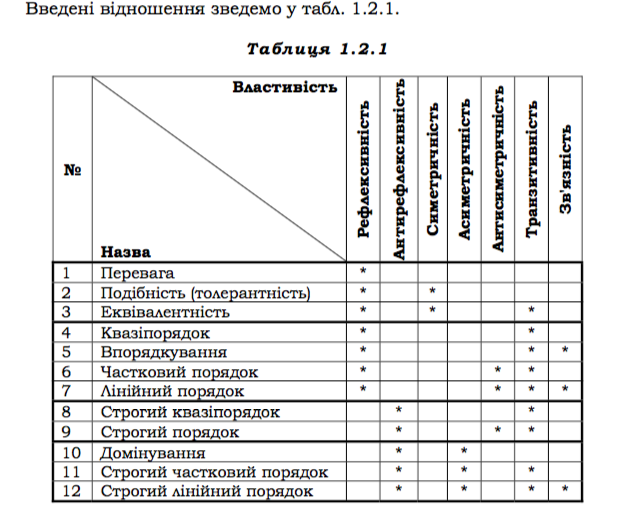 Введені відношення зведемо у табл. 1.2.1.
Таблиця 1.2.1
№ Назва Властивість Рефлексивність Антирефлексивність Симетричність Асиметричність Антисиметричність Транзитивність Зв'язність
1 Перевага *
2 Подібність (толерантність) * *
3 Еквівалентність * * *
4 Квазіпорядок * *
5 Впорядкування * * *
6 Частковий порядок * * *
7 Лінійний порядок * * * *
8 Строгий квазіпорядок * *
9 Строгий порядок * * *
10 Домінування * *
11 Строгий частковий порядок * * *
12 Строгий лінійний порядок * * * *